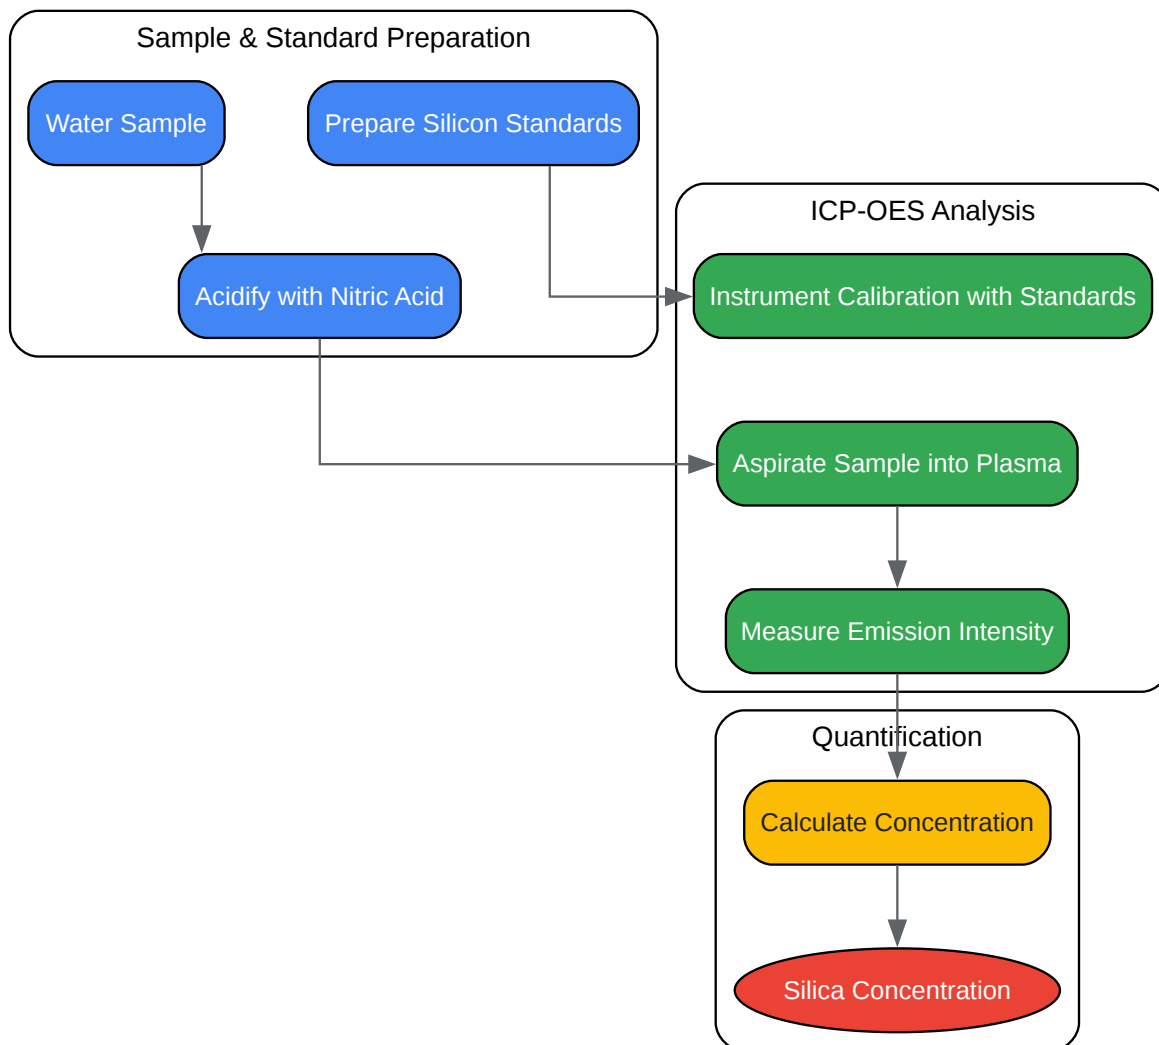 Sample & Standard Preparation
Water Sample
Prepare Silicon Standards
Acidify with Nitric Acid
ICP-OES Analysis
Instrument Calibration with Standards
Aspirate Sample into Plasma
Measure Emission Intensity
Quantification
Calculate Concentration
Silica Concentration